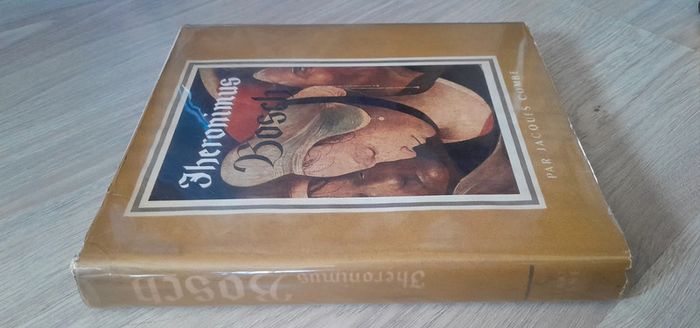 Jheronimus
Bosch
PAR JACQUES COMBE
Jheronimus
Bosch